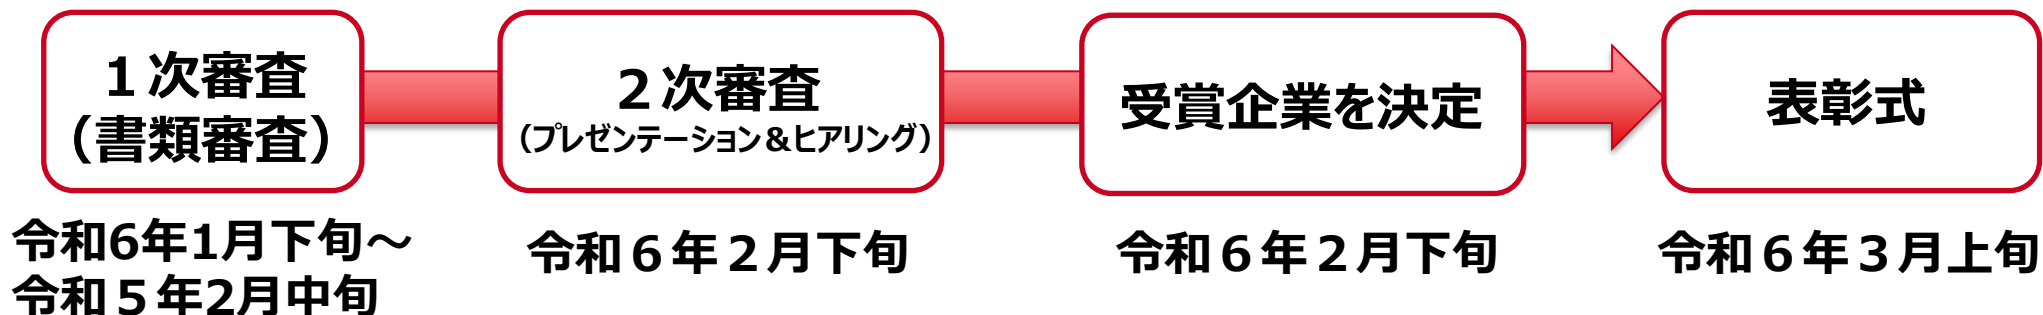 １次審査
（書類審査）
令和6年1月下旬～
令和５年2月中旬
２次審査
（プレゼンテーション＆ヒアリング）
令和６年２月下旬
受賞企業を決定
令和６年２月下旬
表彰式
令和６年３月上旬